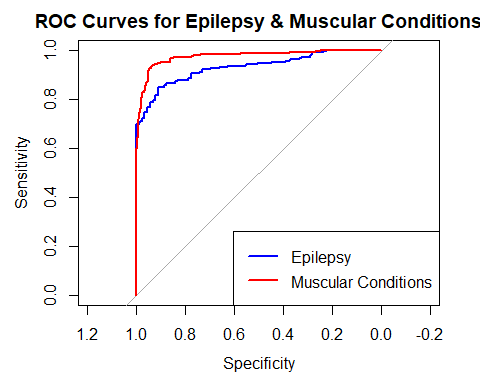 ROC Curves for Epilepsy & Muscular Conditions
Sensitivity
1.0
0.8
0.6
0.4
0.2
0.0
Epilepsy
Muscular Conditions
1.2 1.0 0.8 0.6 0.4 0.2 0.0 -0.2
Specificity